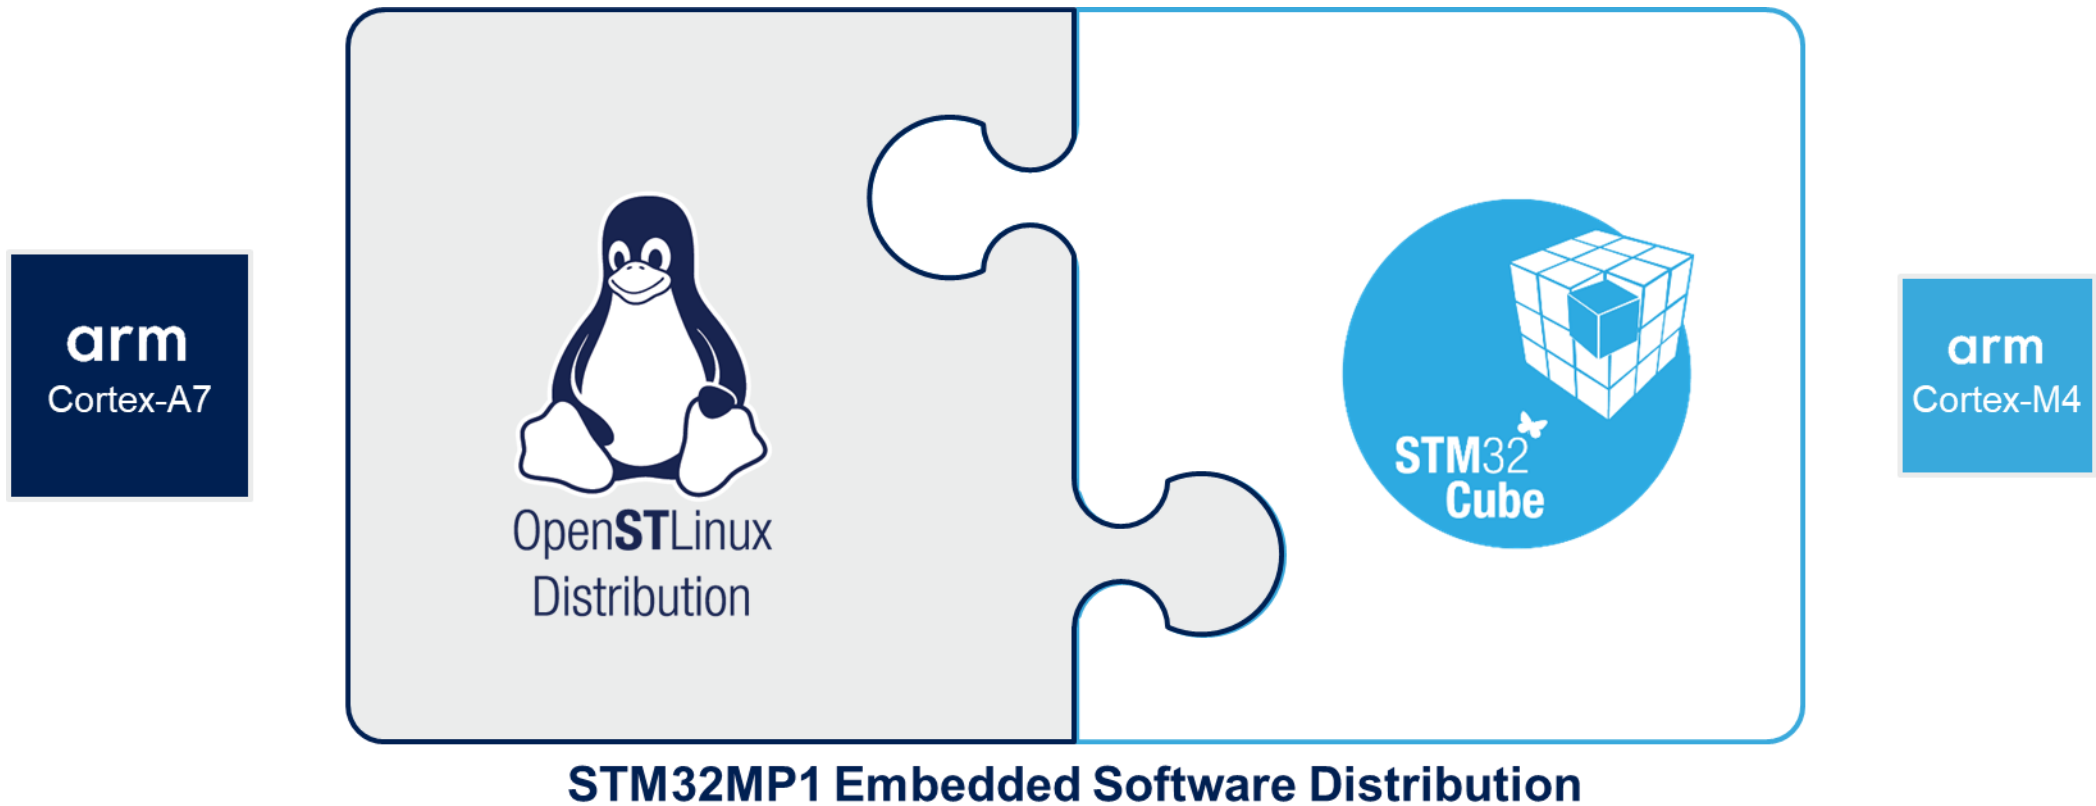 arm
Cortex-A7
OpenSTLinux
Distribution
STM32
Cube
arm
Cortex-M4
STM32MP1 Embedded Software Distribution